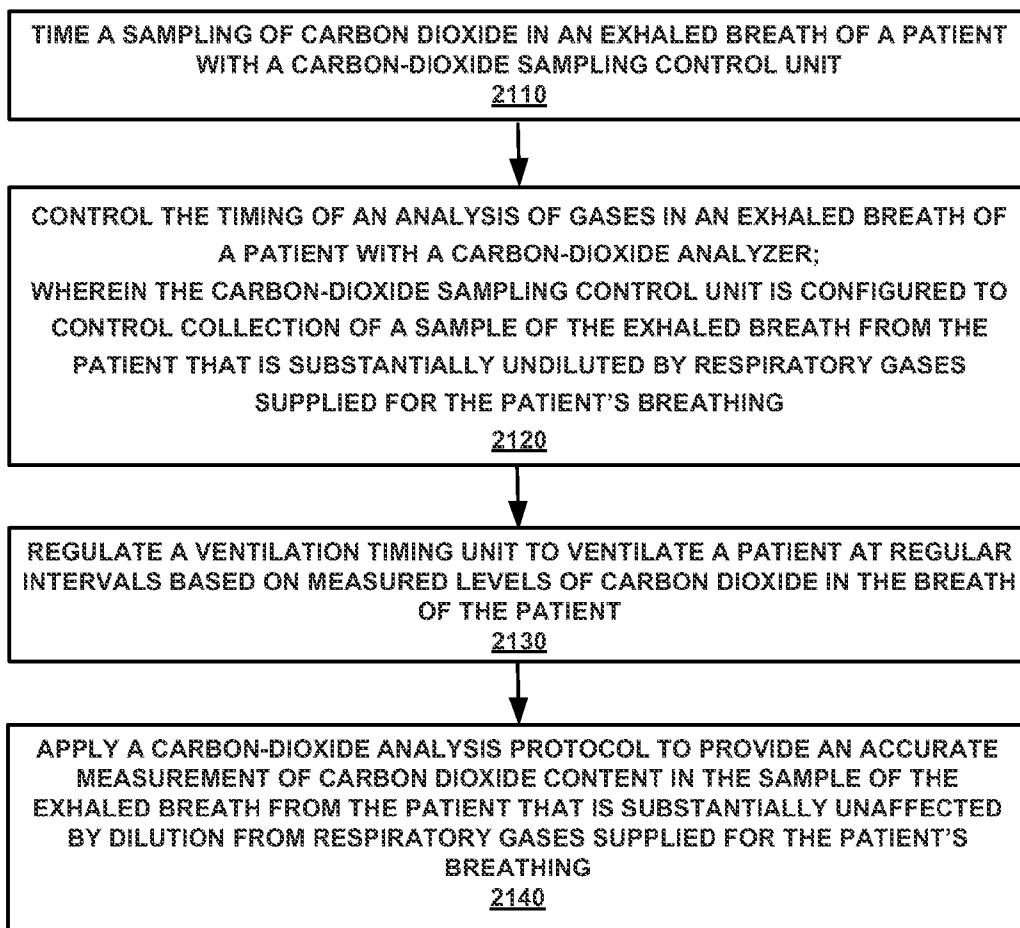 TIME A SAMPLING OF CARBON DIOXIDE IN AN EXHALED BREATH OF A PATIENT
WITH A CARBON-DIOXIDE SAMPLING CONTROL UNIT
2110
CONTROL THE TIMING OF AN ANALYSIS OF GASES IN AN EXHALED BREATH OF
A PATIENT WITH A CARBON-DIOXIDE ANALYZER;
WHEREIN THE CARBON-DIOXIDE SAMPLING CONTROL UNIT IS CONFIGURED TO
CONTROL COLLECTION OF A SAMPLE OF THE EXHALED BREATH FROM THE
PATIENT THAT IS SUBSTANTIALLY UNDILUTED BY RESPIRATORY GASES
SUPPLIED FOR THE PATIENT'S BREATHING
2120
REGULATE A VENTILATION TIMING UNIT TO VENTILATE A PATIENT AT REGULAR
INTERVALS BASED ON MEASURED LEVELS OF CARBON DIOXIDE IN THE BREATH
OF THE PATIENT
2130
APPLY A CARBON-DIOXIDE ANALYSIS PROTOCOL TO PROVIDE AN ACCURATE
MEASUREMENT OF CARBON DIOXIDE CONTENT IN THE SAMPLE OF THE
EXHALED BREATH FROM THE PATIENT THAT IS SUBSTANTIALLY UNAFFECTED
BY DILUTION FROM RESPIRATORY GASES SUPPLIED FOR THE PATIENT'S
BREATHING
2140